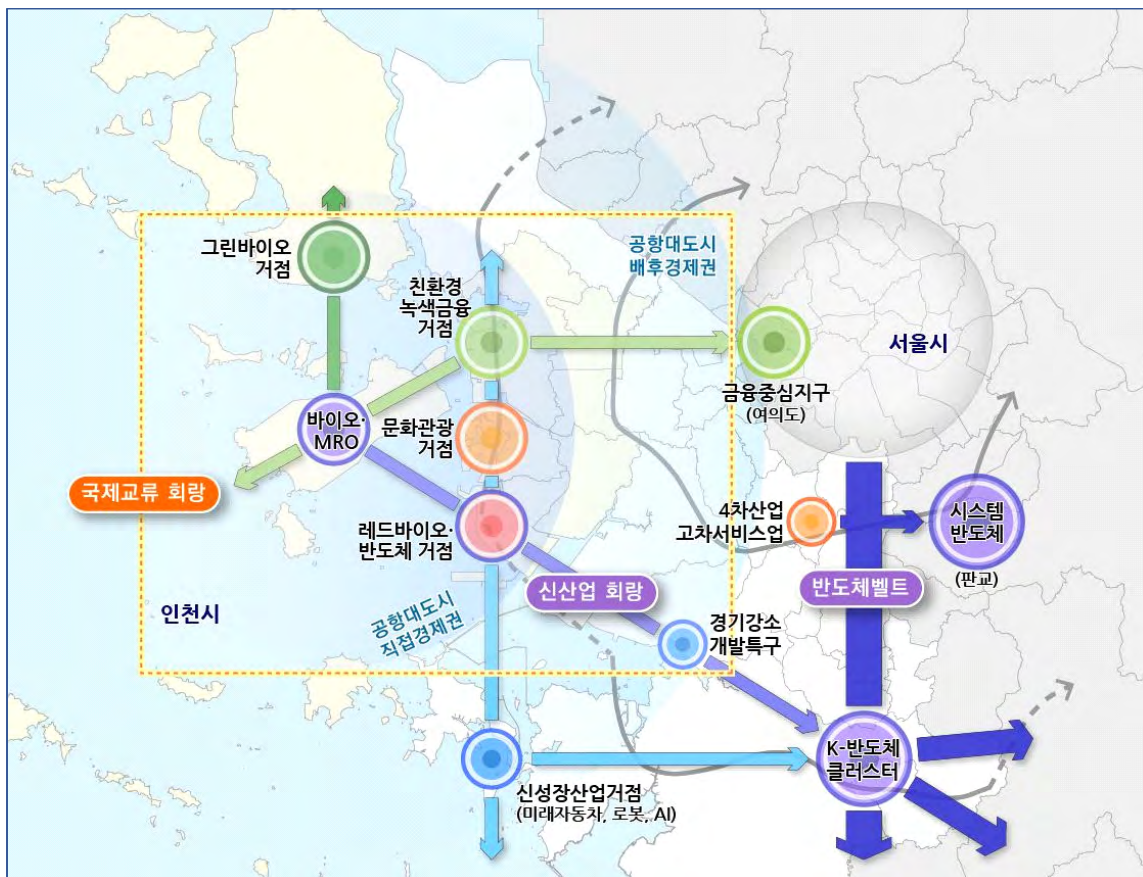 그린바이오
거점
친환경
녹색금융
거점
공항대도시
배후경제권
서울시
금융중심지구
(여의도)
바이오·
MRO
문화관광
거점
국제교류 회랑
레드바이오·
반도체 거점
4차산업
고차서비스업
시스템
반도체
(판교)
신산업 회랑
반도체벨트
인천시
공항대도시
직접경제권
경기강소
개발특구
K-반도체
클러스터
신성장산업거점
(미래자동차, 로봇, AI)